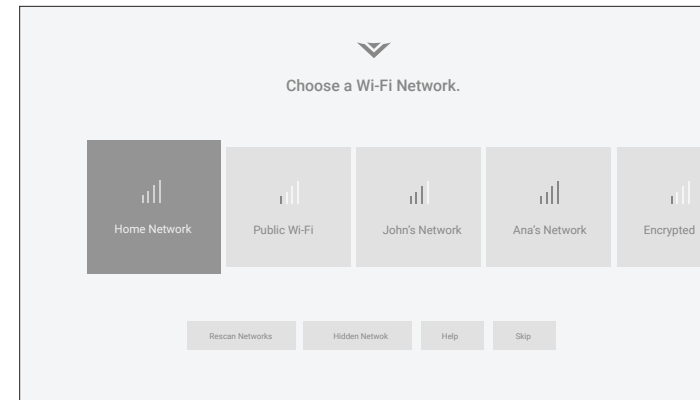 Choose a Wi-Fi Network.
Home Network
Public Wi-Fi
John's Network
Ana's Network
Encrypted
Rescan Networks
Hidden Netwok
Help
Skip